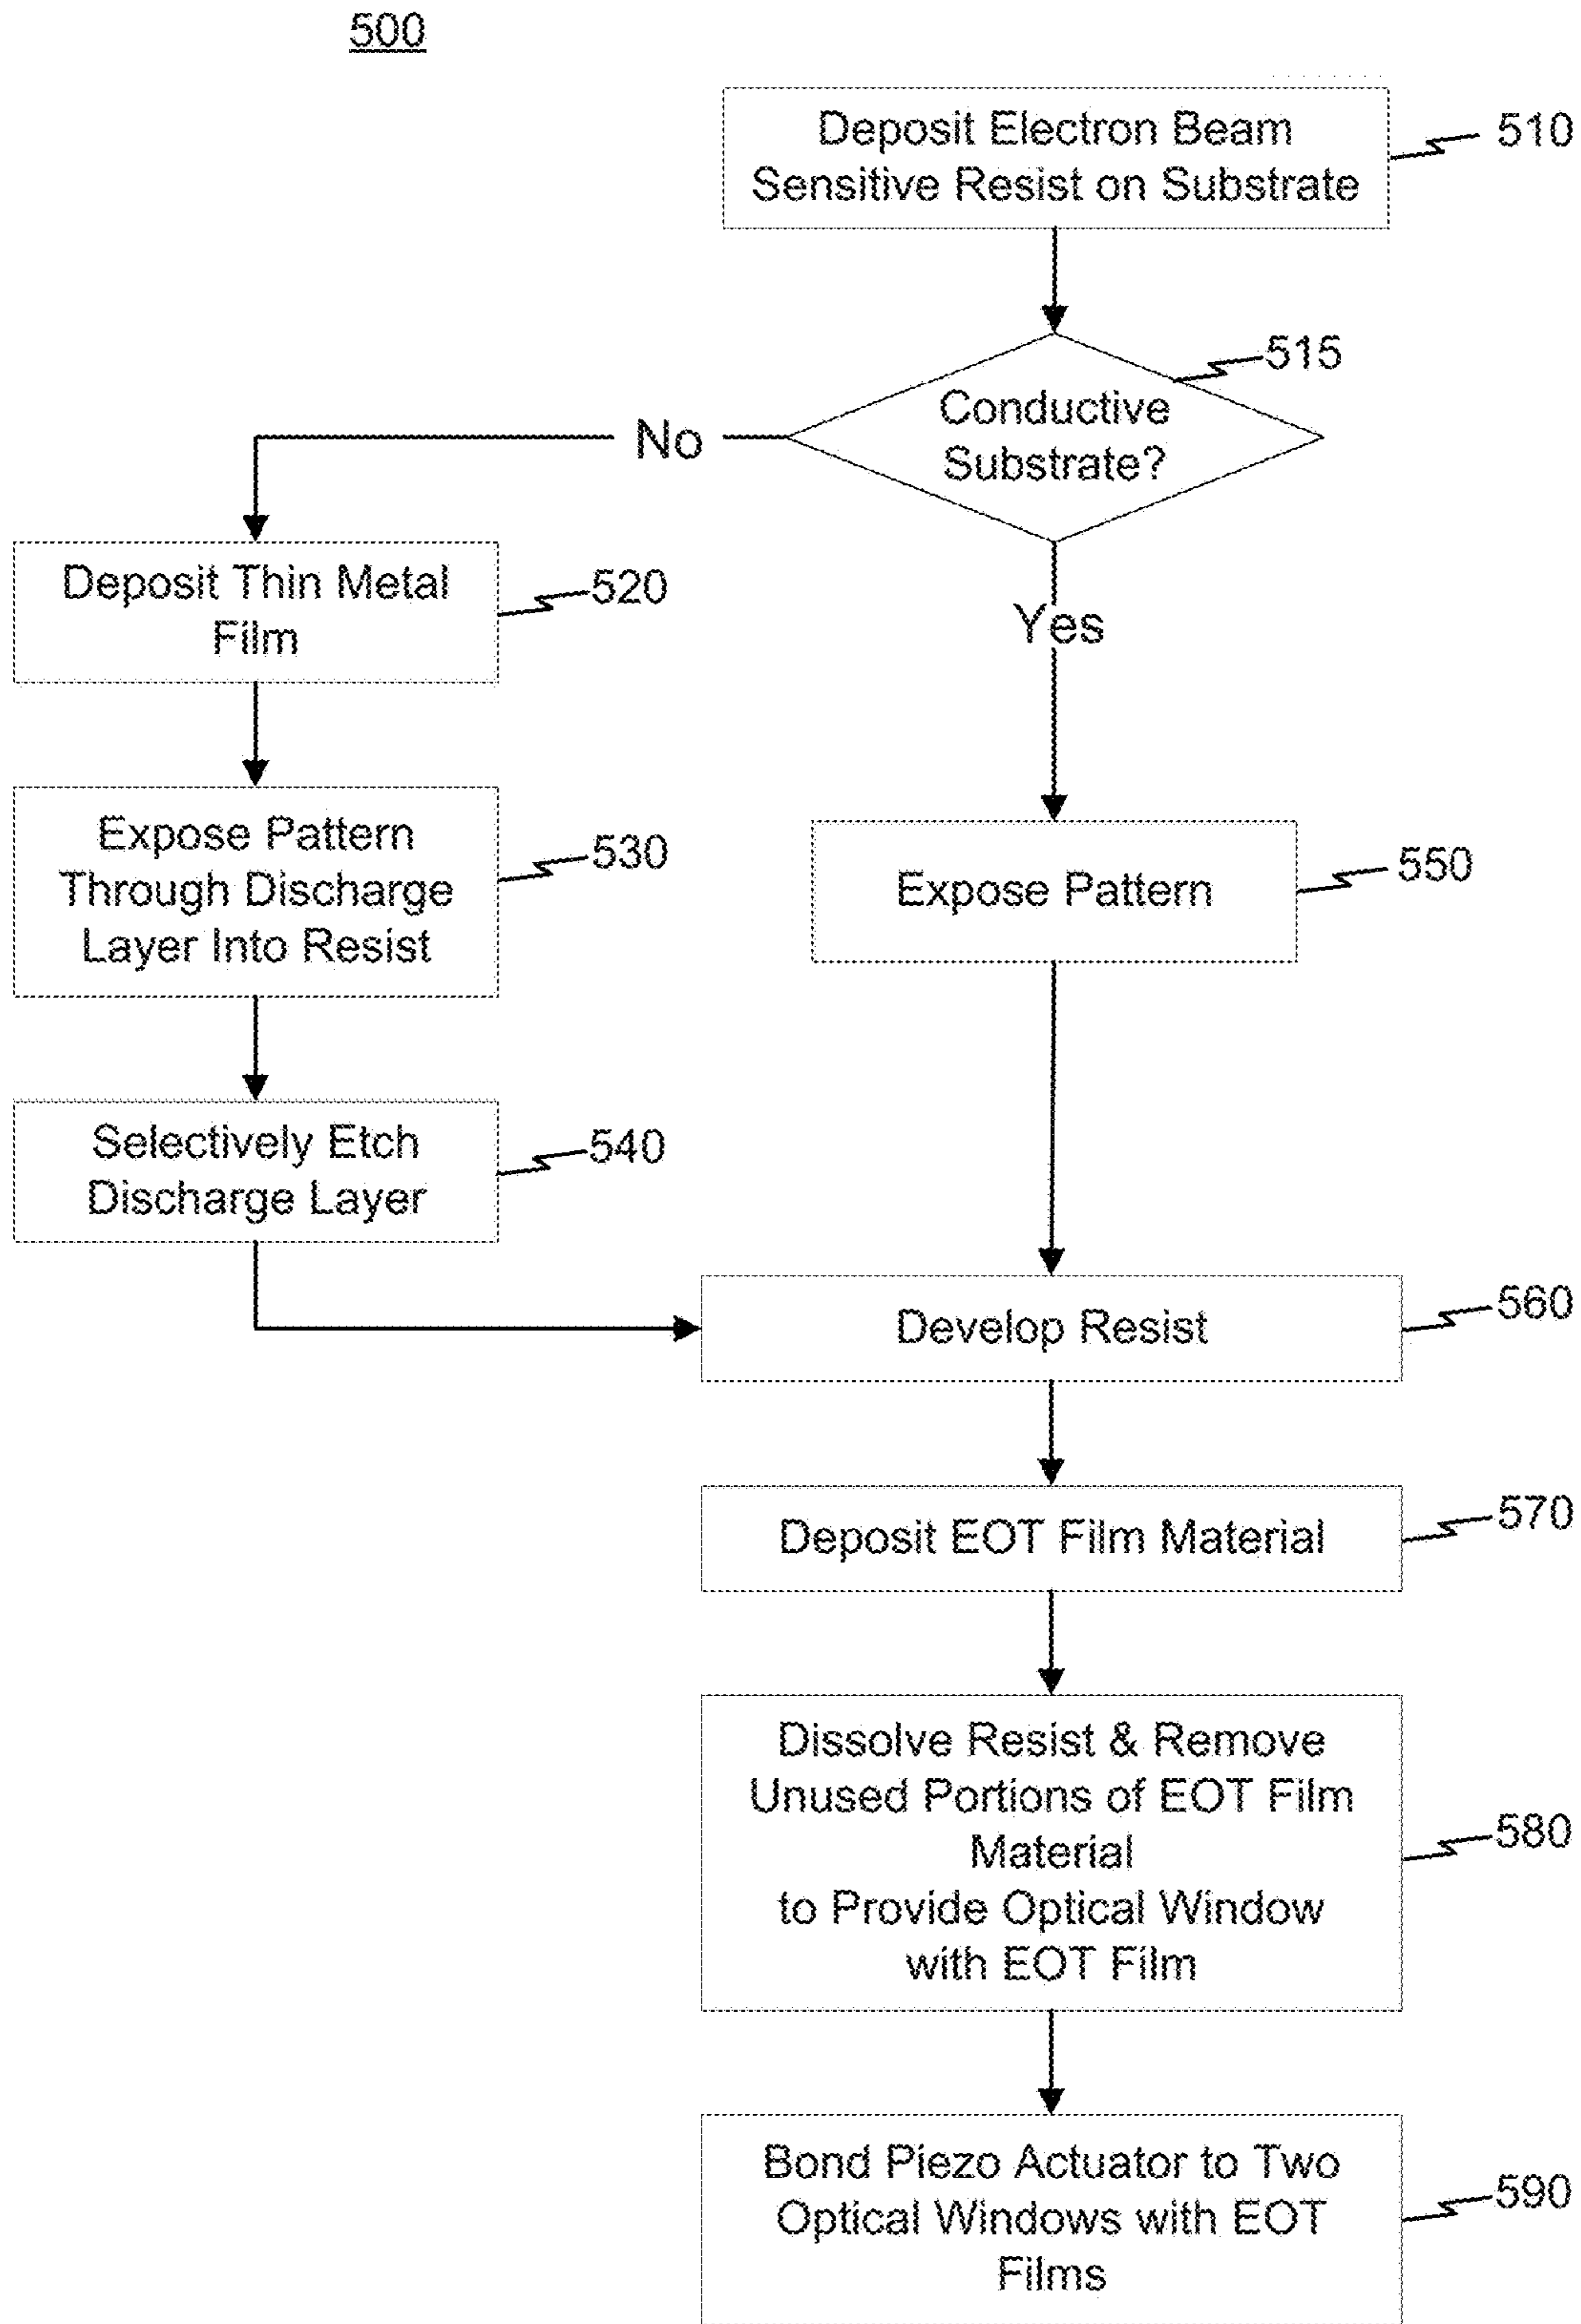 500
Deposit Electron Beam
Sensitive Resist on Substrate
510
515
Conductive
Substrate?
No
Yes
Deposit Thin Metal
Film
520
Expose Pattern
Through Discharge
Layer Into Resist
530
Selectively Etch
Discharge Layer
540
Expose Pattern
550
Develop Resist
560
Deposit EOT Film Material
570
Dissolve Resist & Remove
Unused Portions of EOT Film
Material
to Provide Optical Window
with EOT Film
580
Bond Piezo Actuator to Two
Optical Windows with EOT
Films
590